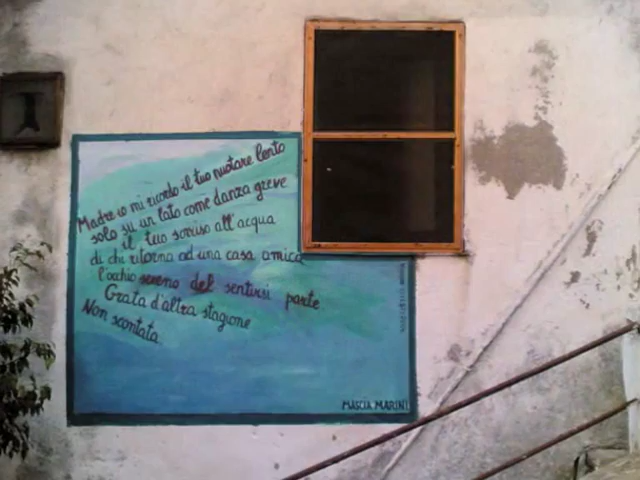 Madre io mi ricordo il tuo nuotare lento
solo su un lato come danza greve
il tuo sorriso all'acqua
di chi ritorna ad una casa amica
l'occhio sereno del sentirsi parte
Grata d'altra stagione
Non scontata
MASCIA MARINI